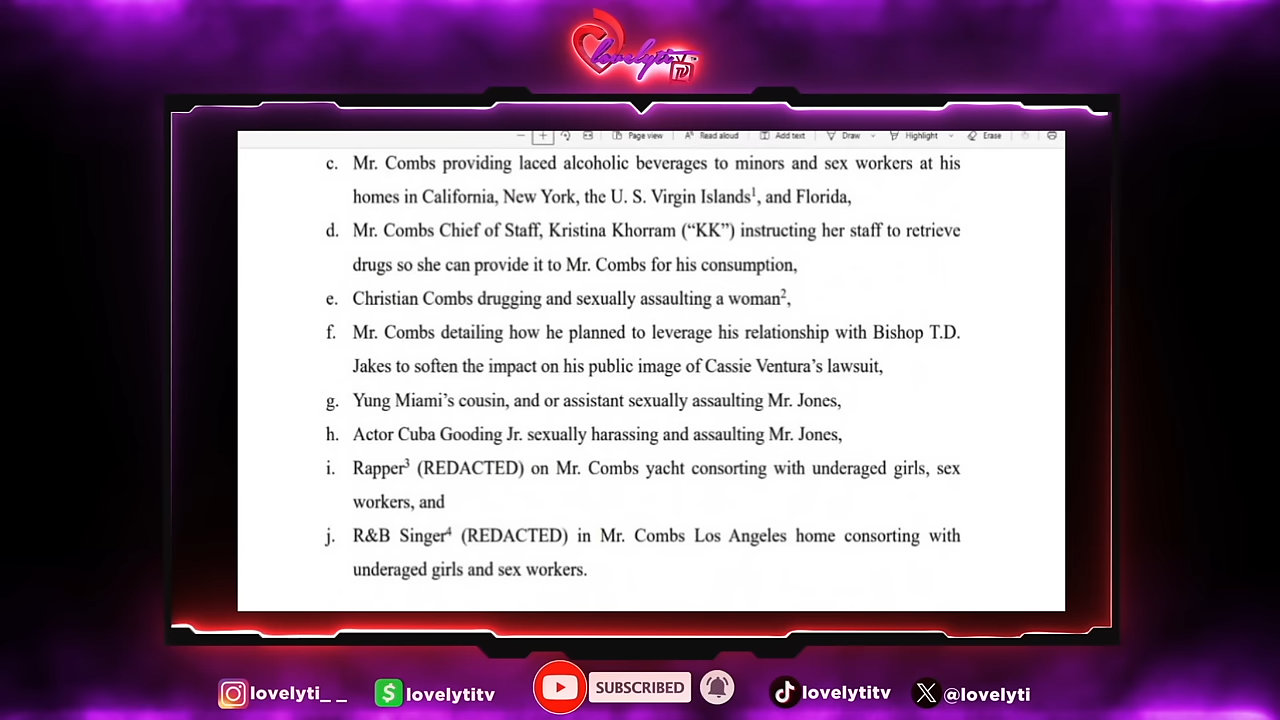 lovelyti TV
Page view Read aloud Add text Draw Highlight Erase
c. Mr. Combs providing laced alcoholic beverages to minors and sex workers at his
homes in California, New York, the U. S. Virgin Islands¹, and Florida,
d. Mr. Combs Chief of Staff, Kristina Khorram (“KK”) instructing her staff to retrieve
drugs so she can provide it to Mr. Combs for his consumption,
e. Christian Combs drugging and sexually assaulting a woman²,
f. Mr. Combs detailing how he planned to leverage his relationship with Bishop T.D.
Jakes to soften the impact on his public image of Cassie Ventura’s lawsuit,
g. Yung Miami’s cousin, and or assistant sexually assaulting Mr. Jones,
h. Actor Cuba Gooding Jr. sexually harassing and assaulting Mr. Jones,
i. Rapper³ (REDACTED) on Mr. Combs yacht consorting with underaged girls, sex
workers, and
j. R&B Singer⁴ (REDACTED) in Mr. Combs Los Angeles home consorting with
underaged girls and sex workers.
lovelyti_ _ lovelytitv SUBSCRIBED lovelytitv @lovelyti